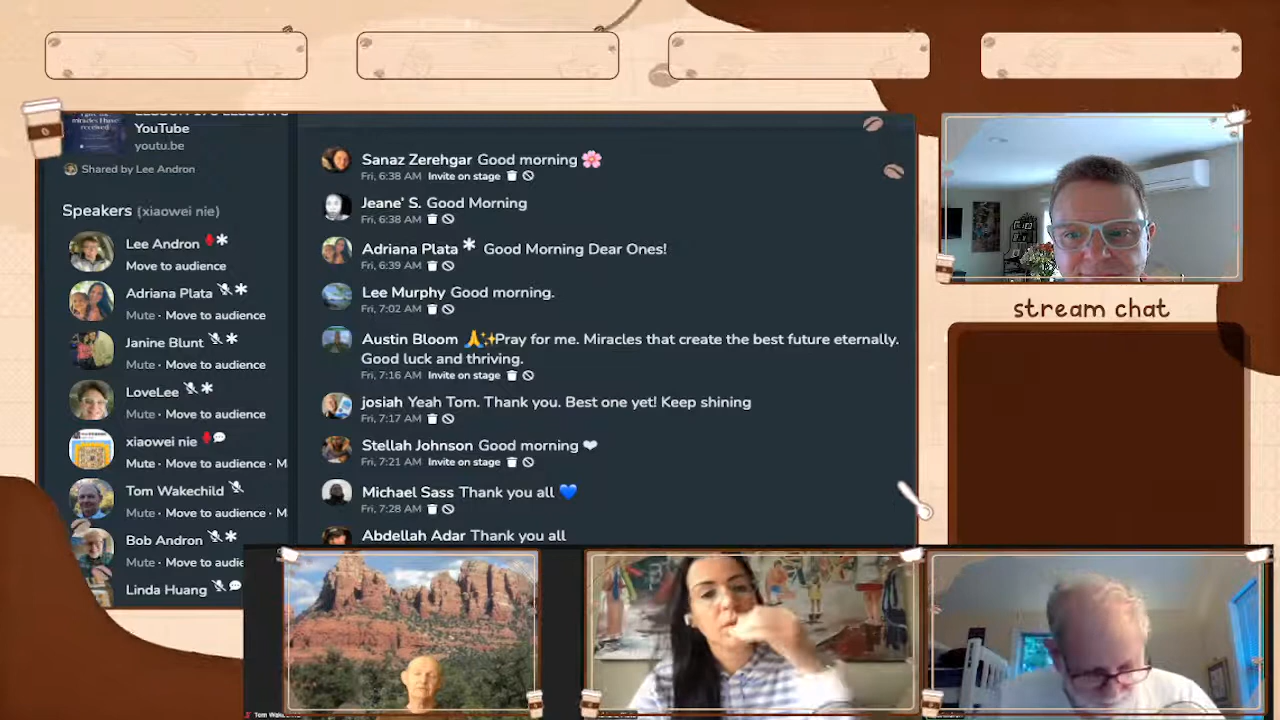 YouTube
youtu.be
Shared by Lee Andron
Speakers (xiaowei nie)
Lee Andron
Move to audience
Adriana Plata
Mute · Move to audience
Janine Blunt
Mute · Move to audience
LoveLee
Mute · Move to audience
xiaowei nie
Mute · Move to audience · M
Tom Wakechild
Mute · Move to audience · M
Bob Andron
Mute · Move to audie
Linda Huang
Sanaz Zerehgar Good morning 🌸
Fri, 6:38 AM Invite on stage
Jeane' S. Good Morning
Fri, 6:38 AM
Adriana Plata * Good Morning Dear Ones!
Fri, 6:39 AM
Lee Murphy Good morning.
Fri, 7:02 AM
Austin Bloom 🙏✨Pray for me. Miracles that create the best future eternally.
Good luck and thriving.
Fri, 7:16 AM Invite on stage
josiah Yeah Tom. Thank you. Best one yet! Keep shining
Fri, 7:17 AM
Stellah Johnson Good morning ❤
Fri, 7:21 AM Invite on stage
Michael Sass Thank you all 💙
Fri, 7:28 AM
Abdellah Adar Thank you all
stream chat